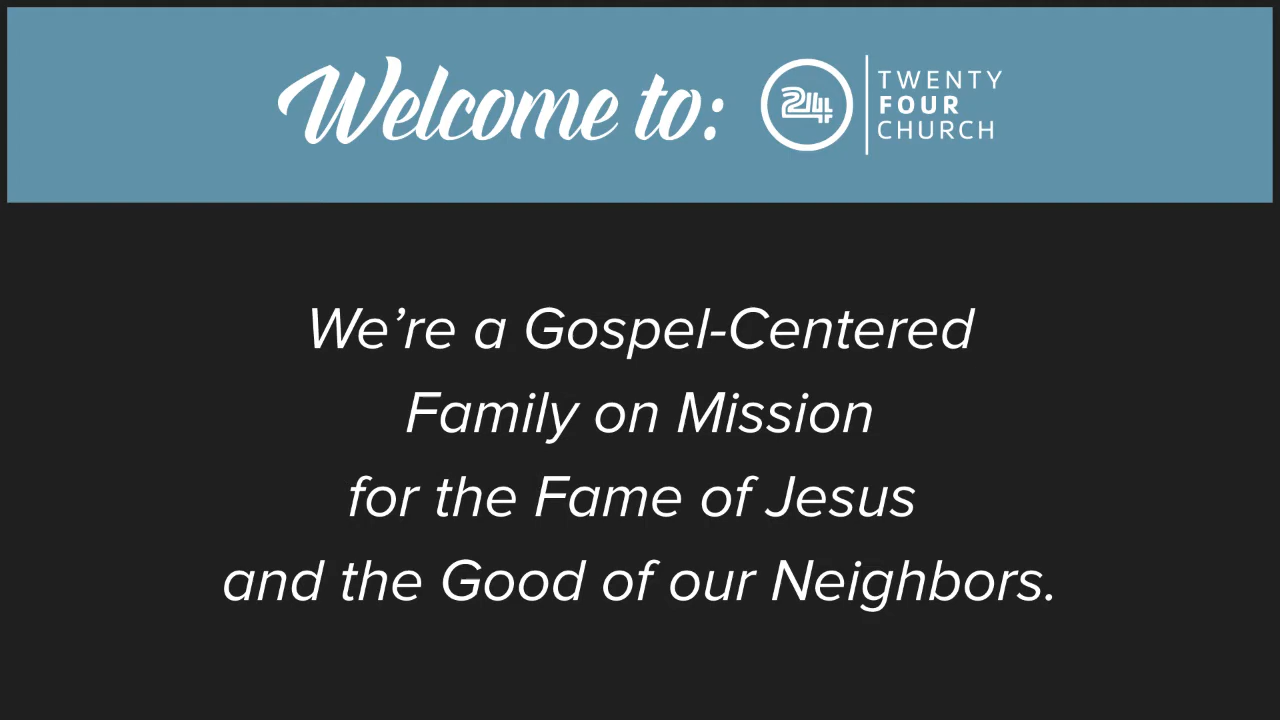 Welcome to:
24
TWENTY
FOUR
CHURCH
We’re a Gospel-Centered
Family on Mission
for the Fame of Jesus
and the Good of our Neighbors.